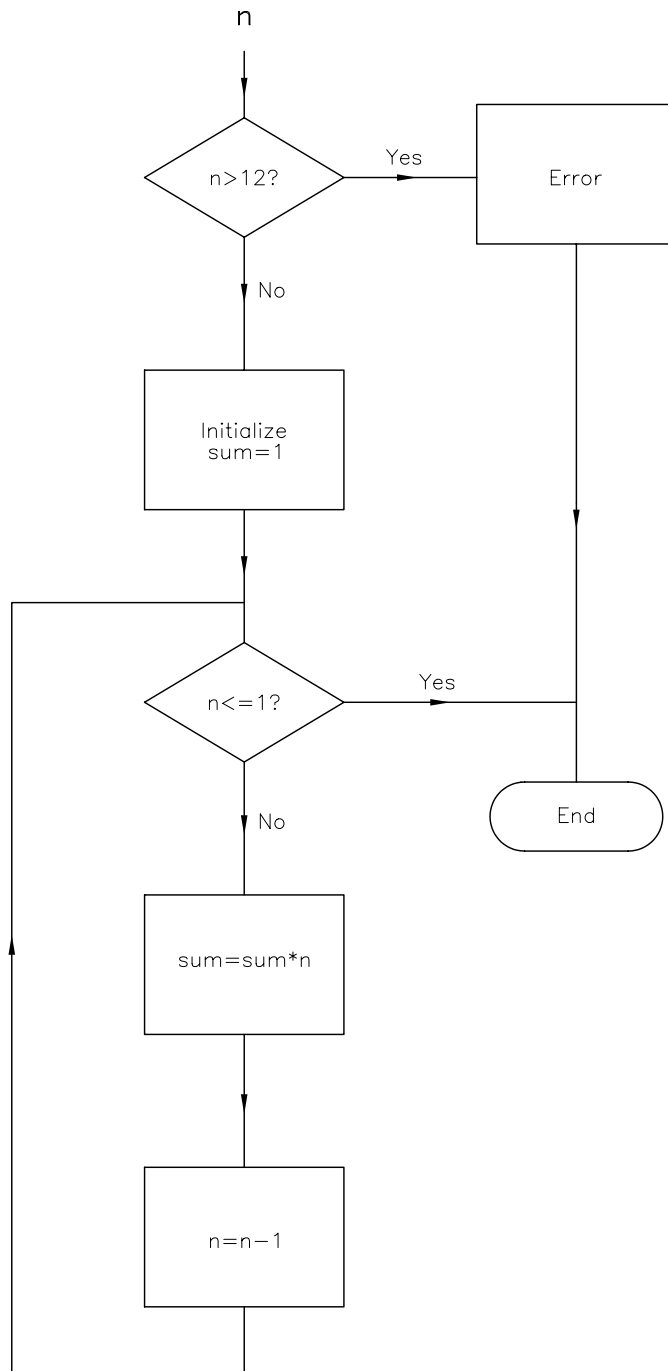 n
n>12?
Yes
Error
No
Initialize
sum=1
n<=1?
Yes
End
No
sum=sum*n
n=n-1